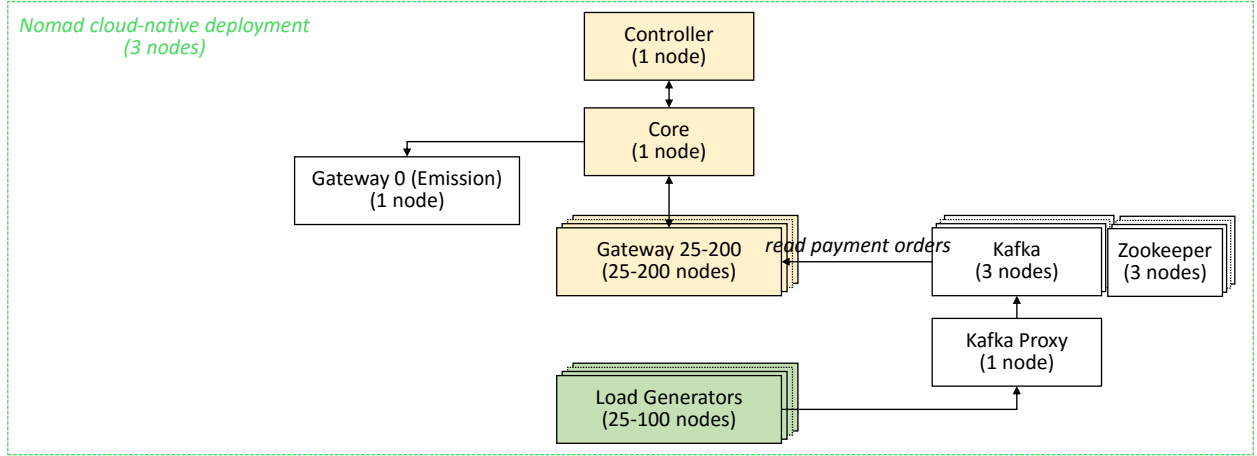 Nomad cloud-native deployment
(3 nodes)
Controller
(1 node)
Core
(1 node)
Gateway 0 (Emission)
(1 node)
Gateway 25-200
(25-200 nodes)
read payment orders
Kafka
(3 nodes)
Zookeeper
(3 nodes)
Kafka Proxy
(1 node)
Load Generators
(25-100 nodes)